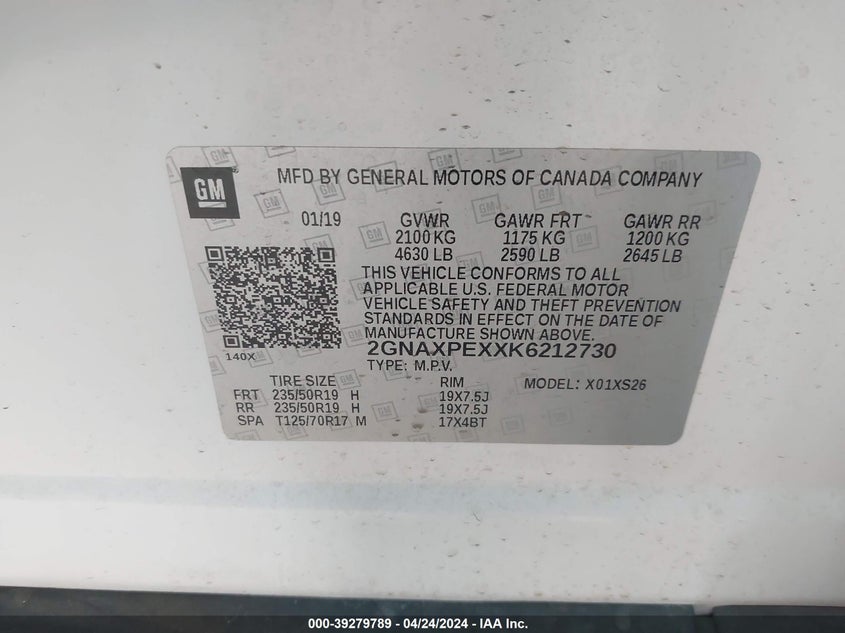 GM
MFD BY GENERAL MOTORS OF CANADA COMPANY
01/19 GVWR GAWR FRT GAWR RR
2100 KG 1175 KG 1200 KG
4630 LB 2590 LB 2645 LB
THIS VEHICLE CONFORMS TO ALL
APPLICABLE U.S. FEDERAL MOTOR
VEHICLE SAFETY AND THEFT PREVENTION
STANDARDS IN EFFECT ON THE DATE OF
MANUFACTURE SHOWN ABOVE.
140X 2GNAXPEXXK6212730
TYPE: M.P.V.
TIRE SIZE RIM MODEL: X01XS26
FRT 235/50R19 H 19X7.5J
RR 235/50R19 H 19X7.5J
SPA T125/70R17 M 17X4BT
000-39279789 - 04/24/2024 - IAA Inc.